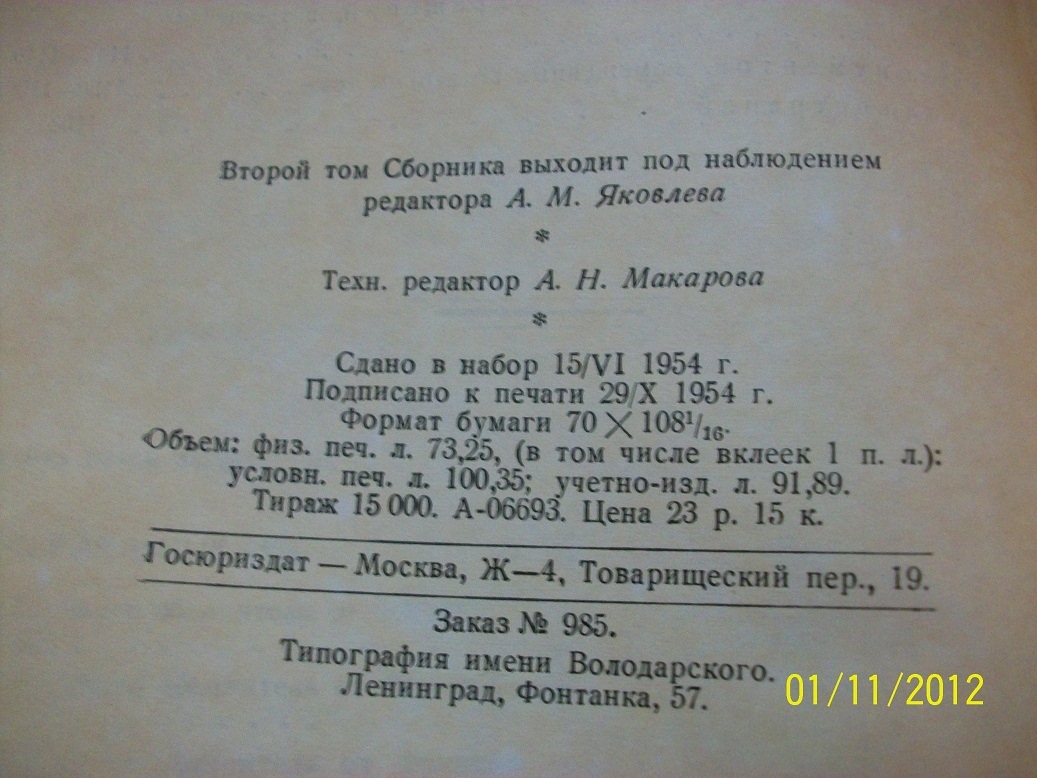 Второй том Сборника выходит под наблюдением
редактора А. М. Яковлева
*
Техн. редактор А. Н. Макарова
*
Сдано в набор 15/VI 1954 г.
Подписано к печати 29/X 1954 г.
Формат бумаги 70 × 108¹/₁₆.
Объем: физ. печ. л. 73,25, (в том числе вклеек 1 п. л.):
условн. печ. л. 100,35; учетно-изд. л. 91,89.
Тираж 15 000. А-06693. Цена 23 р. 15 к.
Госюриздат — Москва, Ж—4, Товарищеский пер., 19.
Заказ № 985.
Типография имени Володарского.
Ленинград, Фонтанка, 57.
01/11/2012